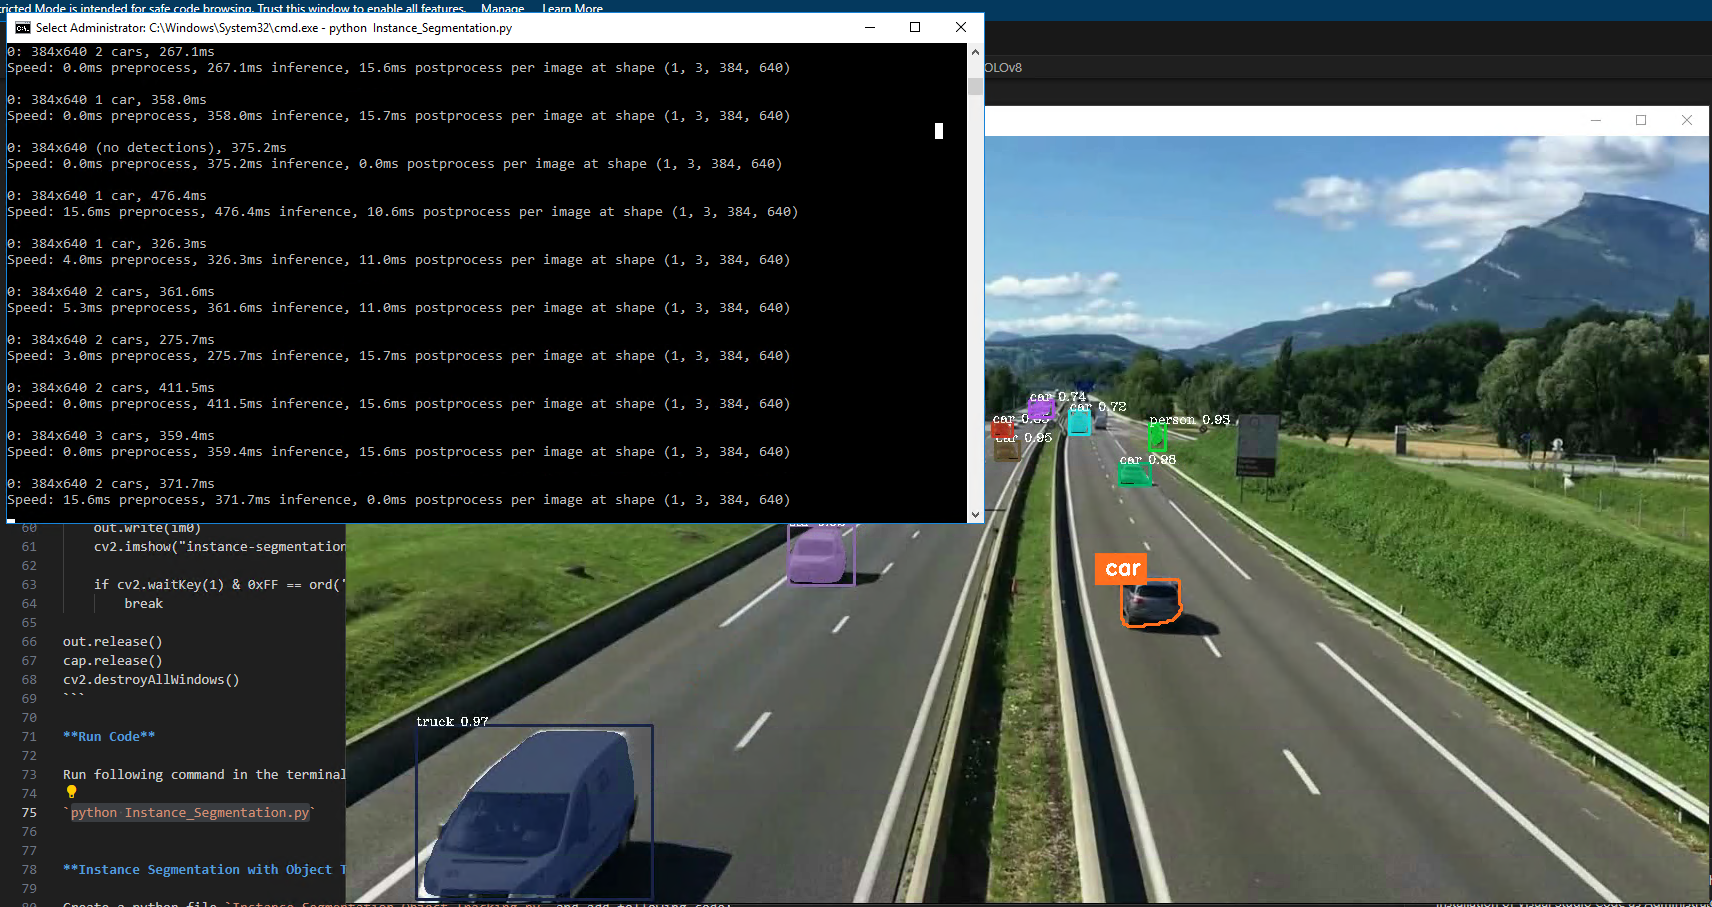 ricted Mode is intended for safe code browsing. Trust this window to enable all features. Manage Learn More
Select Administrator: C:\Windows\System32\cmd.exe - python Instance_Segmentation.py
0: 384x640 2 cars, 267.1ms
Speed: 0.0ms preprocess, 267.1ms inference, 15.6ms postprocess per image at shape (1, 3, 384, 640)
0: 384x640 1 car, 358.0ms
Speed: 0.0ms preprocess, 358.0ms inference, 15.7ms postprocess per image at shape (1, 3, 384, 640)
0: 384x640 (no detections), 375.2ms
Speed: 0.0ms preprocess, 375.2ms inference, 0.0ms postprocess per image at shape (1, 3, 384, 640)
0: 384x640 1 car, 476.4ms
Speed: 15.6ms preprocess, 476.4ms inference, 10.6ms postprocess per image at shape (1, 3, 384, 640)
0: 384x640 1 car, 326.3ms
Speed: 4.0ms preprocess, 326.3ms inference, 11.0ms postprocess per image at shape (1, 3, 384, 640)
0: 384x640 2 cars, 361.6ms
Speed: 5.3ms preprocess, 361.6ms inference, 11.0ms postprocess per image at shape (1, 3, 384, 640)
0: 384x640 2 cars, 275.7ms
Speed: 3.0ms preprocess, 275.7ms inference, 15.7ms postprocess per image at shape (1, 3, 384, 640)
0: 384x640 2 cars, 411.5ms
Speed: 0.0ms preprocess, 411.5ms inference, 15.6ms postprocess per image at shape (1, 3, 384, 640)
0: 384x640 3 cars, 359.4ms
Speed: 0.0ms preprocess, 359.4ms inference, 15.6ms postprocess per image at shape (1, 3, 384, 640)
0: 384x640 2 cars, 371.7ms
Speed: 15.6ms preprocess, 371.7ms inference, 0.0ms postprocess per image at shape (1, 3, 384, 640)
OLOv8
car 0.74
car 0.72
car
car 0.95
person 0.93
car 0.98
car
truck 0.97
60 out.write(im0)
61 cv2.imshow("instance-segmentation
62
63 if cv2.waitKey(1) & 0xFF == ord('
64 break
65
66 out.release()
67 cap.release()
68 cv2.destroyAllWindows()
69 ```
70
71 **Run Code**
72
73 Run following command in the terminal
74
75 `python Instance_Segmentation.py`
76
77
78 **Instance Segmentation with Object T
79
80 Create a python file `Instance_Segmentation_Object_Tracking.py` and add following code:
Installation of Visual Studio Code as Administrat